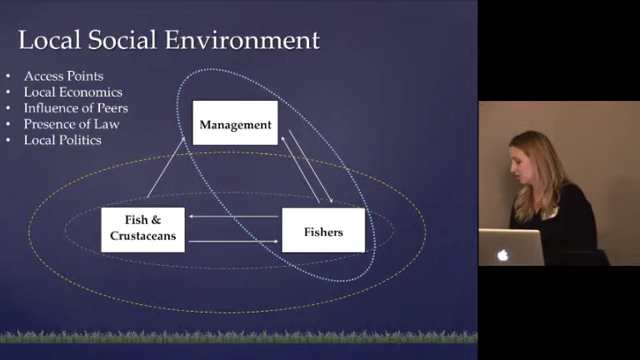 Local Social Environment
• Access Points
• Local Economics
• Influence of Peers
• Presence of Law
• Local Politics
Management
Fish &
Crustaceans
Fishers